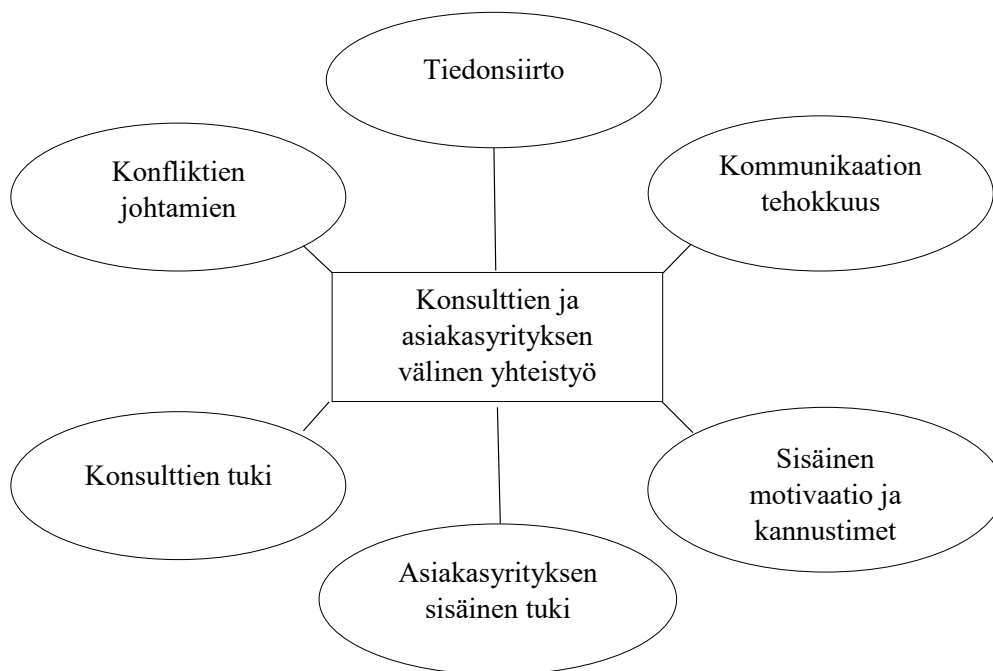 Tiedonsiirto
Konfliktien
johtamien
Kommunikaation
tehokkuus
Konsulttien ja
asiakasyrityksen
välinen yhteistyö
Konsulttien tuki
Sisäinen
motivaatio ja
kannustimet
Asiakasyrityksen
sisäinen tuki